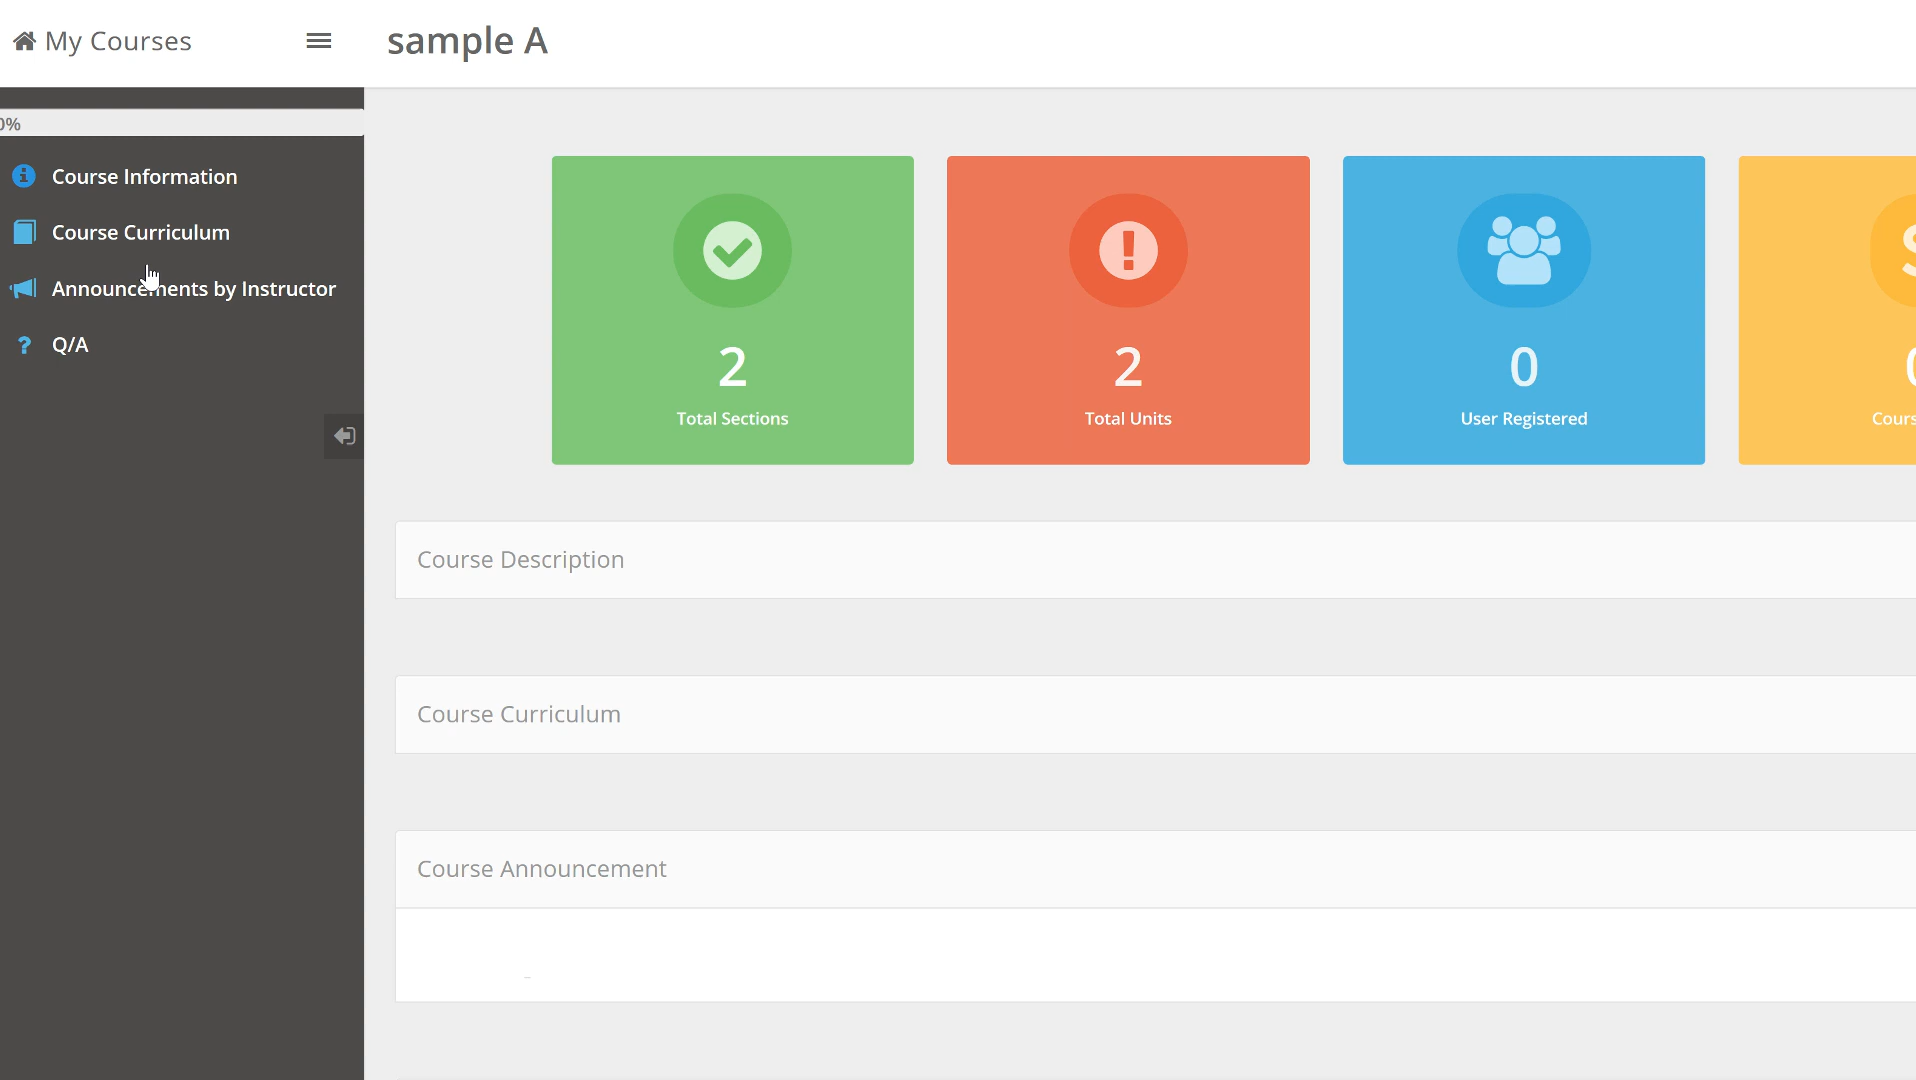 My Courses
sample A
0%
Course Information
Course Curriculum
Announcements by Instructor
Q/A
2
Total Sections
2
Total Units
0
User Registered
Course Description
Course Curriculum
Course Announcement